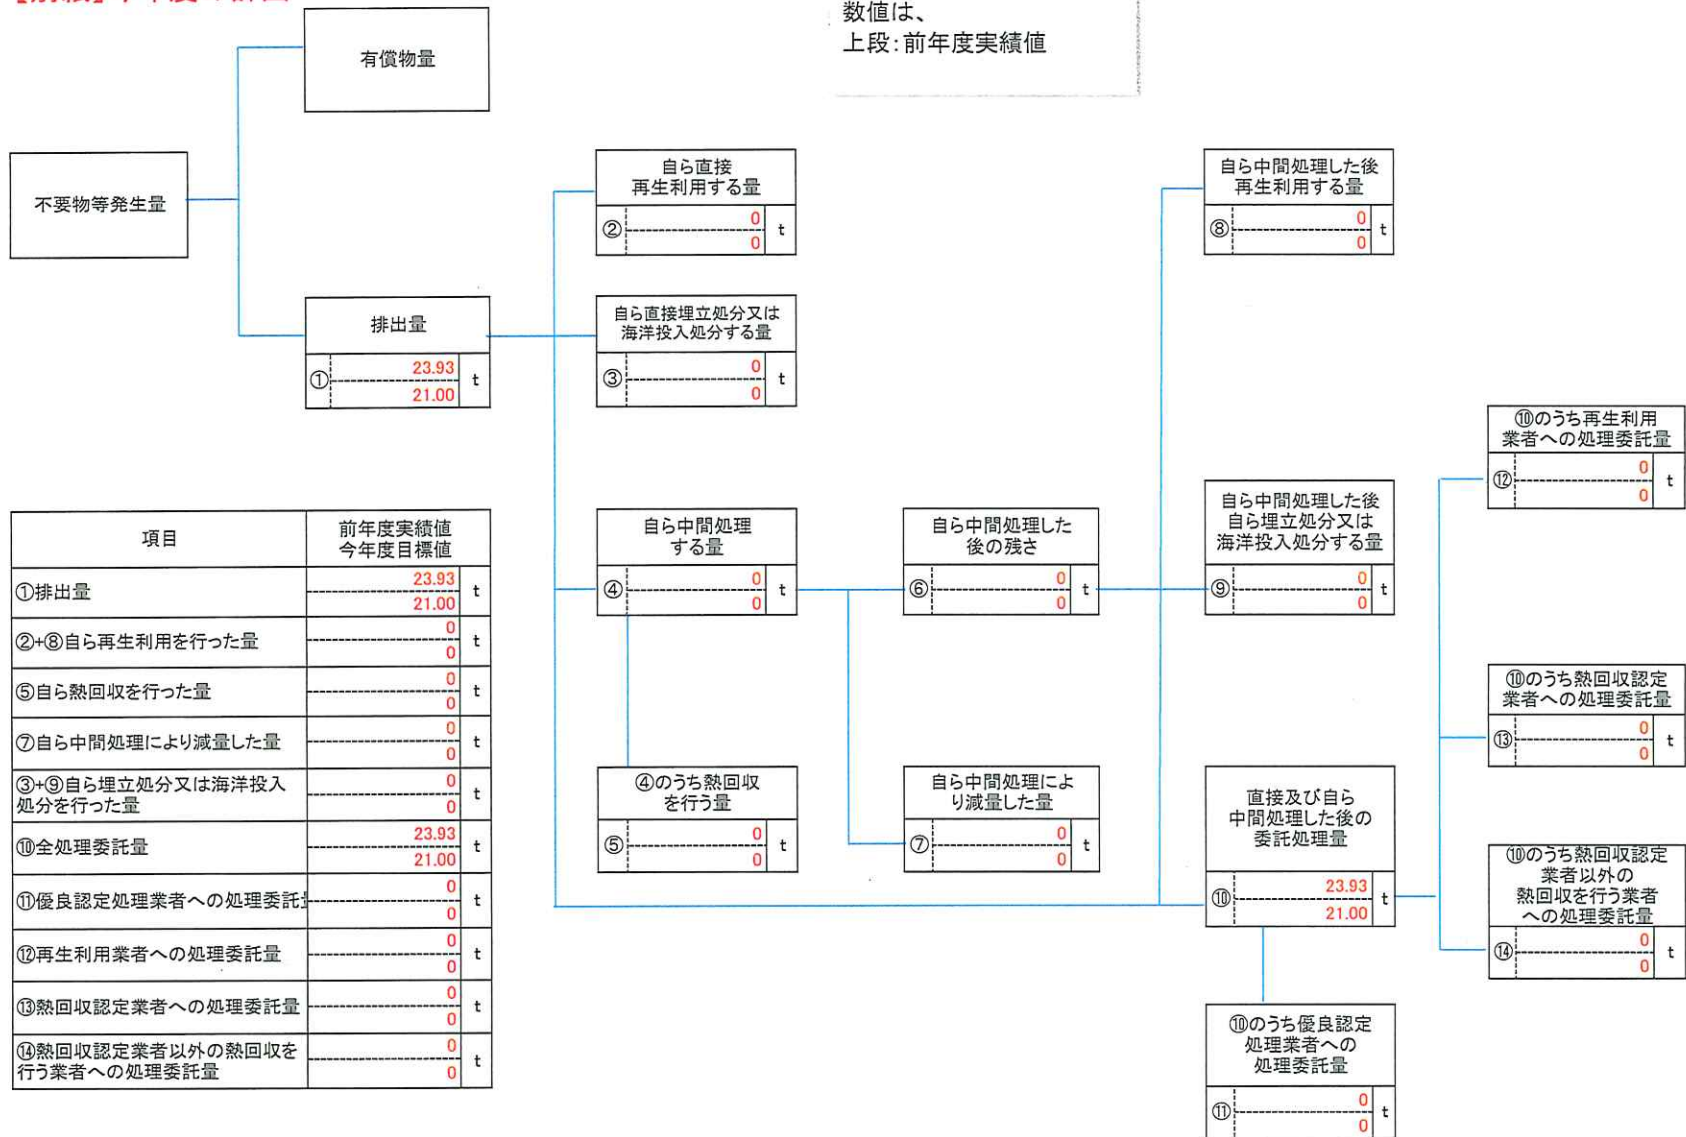 数値は、
上段:前年度実績値
有償物量
不要物等発生量
排出量
① 23.93 t
21.00
自ら直接
再生利用する量
② 0 t
0
自ら直接埋立処分又は
海洋投入処分する量
③ 0 t
0
自ら中間処理した後
再生利用する量
⑧ 0 t
0
自ら中間処理
する量
④ 0 t
0
自ら中間処理した
後の残さ
⑥ 0 t
0
自ら中間処理した後
自ら埋立処分又は
海洋投入処分する量
⑨ 0 t
0
④のうち熱回収
を行う量
⑤ 0 t
0
自ら中間処理によ
り減量した量
⑦ 0 t
0
直接及び自ら
中間処理した後の
委託処理量
⑩ 23.93 t
21.00
⑩のうち優良認定
処理業者への
処理委託量
⑪ 0 t
0
⑩のうち再生利用
業者への処理委託量
⑫ 0 t
0
⑩のうち熱回収認定
業者への処理委託量
⑬ 0 t
0
⑩のうち熱回収認定
業者以外の
熱回収を行う業者
への処理委託量
⑭ 0 t
0
項目 前年度実績値
今年度目標値
①排出量 23.93 t
21.00
②+⑧自ら再生利用を行った量 0 t
0
⑤自ら熱回収を行った量 0 t
0
⑦自ら中間処理により減量した量 0 t
0
③+⑨自ら埋立処分又は海洋投入
処分を行った量 0 t
0
⑩全処理委託量 23.93 t
21.00
⑪優良認定処理業者への処理委託 0 t
0
⑫再生利用業者への処理委託量 0 t
0
⑬熱回収認定業者への処理委託量 0 t
0
⑭熱回収認定業者以外の熱回収を
行う業者への処理委託量 0 t
0